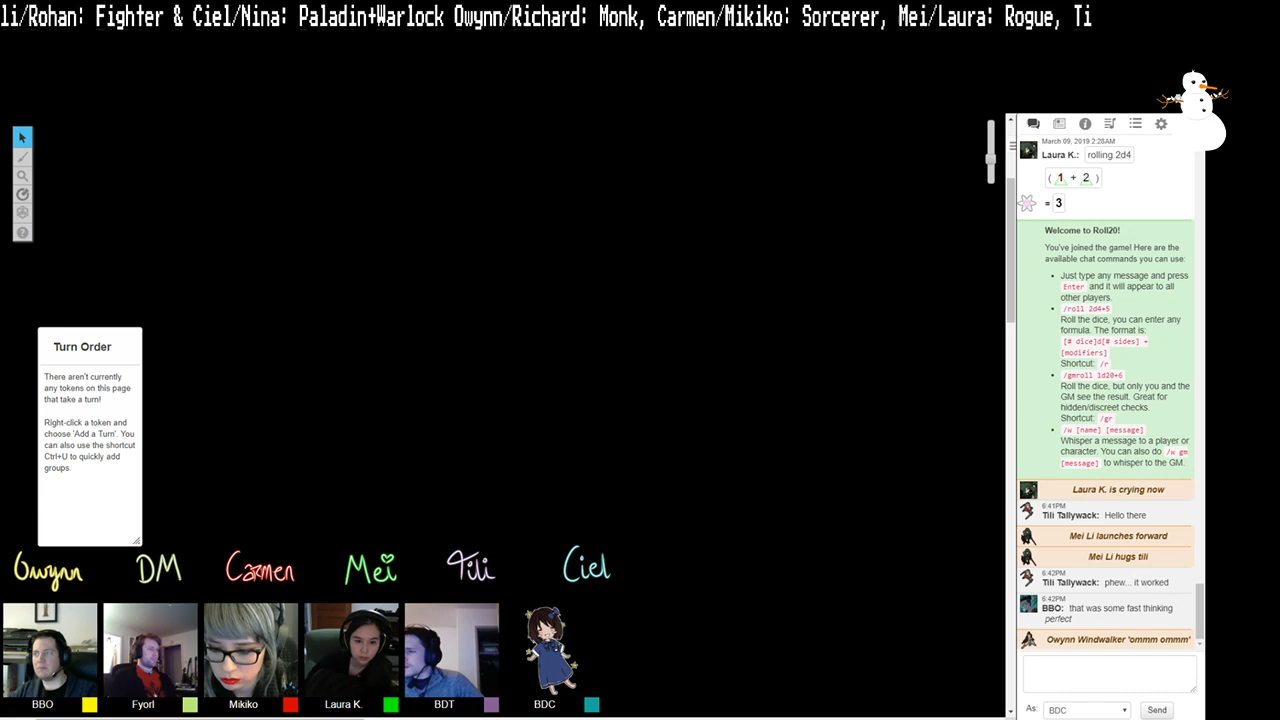 li/Rohan: Fighter & Ciel/Nina: Paladin+Warlock Owynn/Richard: Monk, Carmen/Mikiko: Sorcerer, Mei/Laura: Rogue, Ti
March 09, 2019 2:28AM
Laura K.: rolling 2d4
( 1 + 2 )
= 3
Welcome to Roll20!
You've joined the game! Here are the
available chat commands you can use:
• Just type any message and press
Enter and it will appear to all
other players.
• /roll 2d4+5
Roll the dice, you can enter any
formula. The format is:
[# dice]d[# sides] +
[modifiers]
Shortcut: /r
• /gmroll 1d20+6
Roll the dice, but only you and the
GM see the result. Great for
hidden/discreet checks.
Shortcut: /gr
• /w [name] [message]
Whisper a message to a player or
character. You can also do /w gm
[message] to whisper to the GM.
Laura K. is crying now
6:41PM
Tili Tallywack: Hello there
Mei Li launches forward
Mei Li hugs tili
6:42PM
Tili Tallywack: phew... it worked
6:42PM
BBO: that was some fast thinking
perfect
Owynn Windwalker 'ommm ommm'
As: BDC Send
Turn Order
There aren't currently
any tokens on this page
that take a turn!
Right-click a token and
choose 'Add a Turn'. You
can also use the shortcut
Ctrl+U to quickly add
groups.
Owynn DM Carmen Mei Tili Ciel
BBO Fyorl Mikiko Laura K. BDT BDC